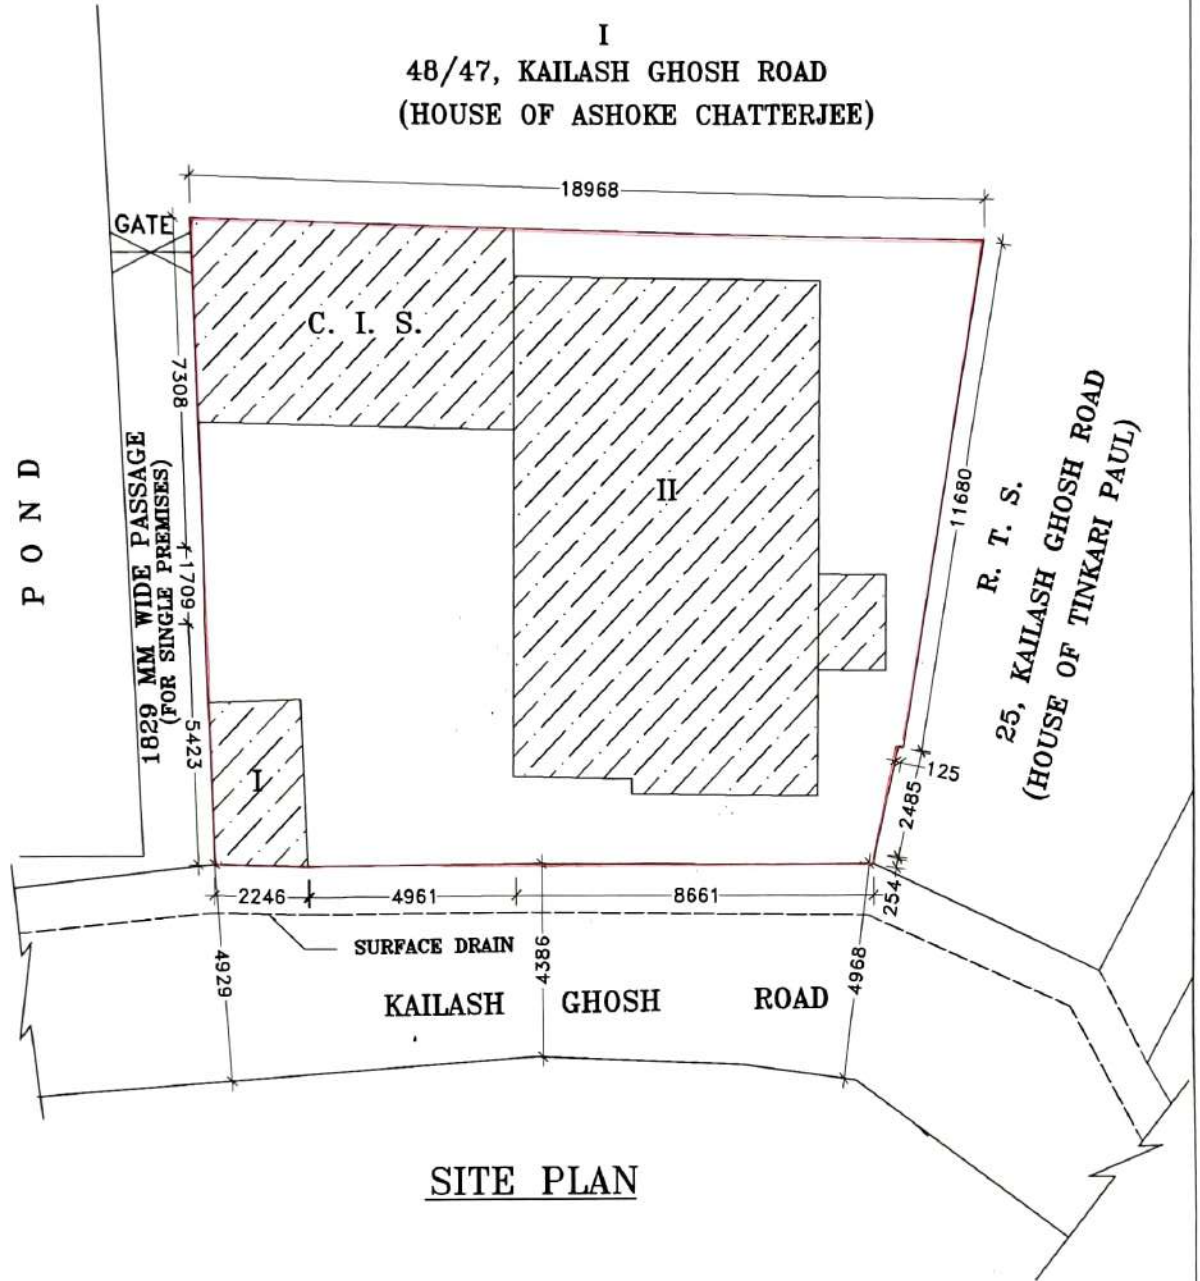 I
48/47, KAILASH GHOSH ROAD
(HOUSE OF ASHOKE CHATTERJEE)
18968
GATE
C. I. S.
7308
II
POND
1829 MM WIDE PASSAGE
(FOR SINGLE PREMISES)
1709
5423
I
11680
R. T. S.
25, KAILASH GHOSH ROAD
(HOUSE OF TINKARI PAUL)
125
2485
254
2246
4961
8661
SURFACE DRAIN
4929
4386
4968
KAILASH GHOSH ROAD
SITE PLAN